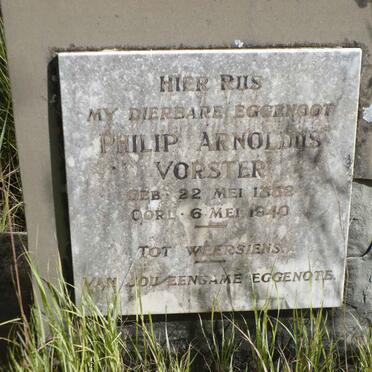 HIER RUS
MY DIERBARE EGGENOOT
PHILIP ARNOLDUS
VORSTER
GEB· 22 MEI 1882
OORL· 6 MEI 1940
TOT WEERSIENS.
VAN JOU EENSAME EGGENOTE.